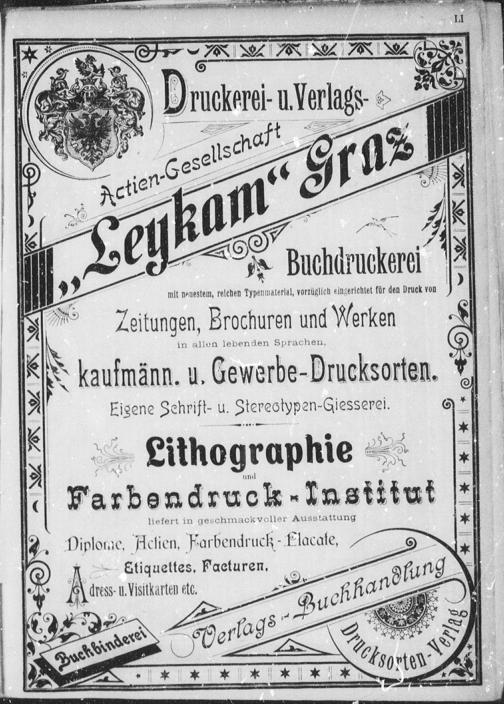 LI
Druckerei- u. Verlags-
Actien-Gesellschaft
„Leykam“ Graz
Buchdruckerei
mit neuestem, reichen Typenmaterial, vorzüglich eingerichtet für den Druck von
Zeitungen, Brochuren und Werken
in allen lebenden Sprachen,
kaufmänn. u. Gewerbe-Drucksorten.
Eigene Schrift- u. Stereotypen-Giesserei.
Lithographie
und
Farbendruck-Institut
liefert in geschmackvoller Ausstattung
Diplome, Actien, Farbendruck-Placate,
Etiquettes, Facturen,
Adress- u. Visitkarten etc.
Verlags-Buchhandlung
Buchbinderei
Drucksorten-Verlag